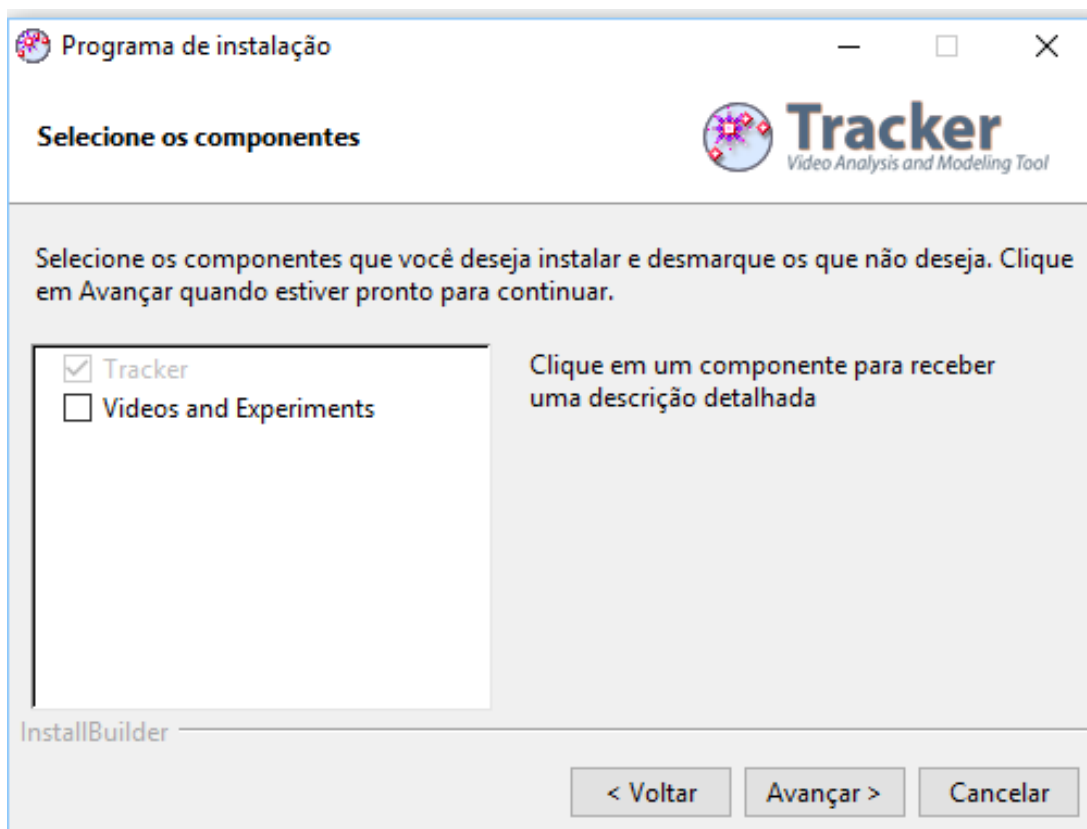 Programa de instalação
Selecione os componentes
Tracker
Video Analysis and Modeling Tool
Selecione os componentes que você deseja instalar e desmarque os que não deseja. Clique
em Avançar quando estiver pronto para continuar.
Tracker
Videos and Experiments
Clique em um componente para receber
uma descrição detalhada
InstallBuilder
< Voltar
Avançar >
Cancelar